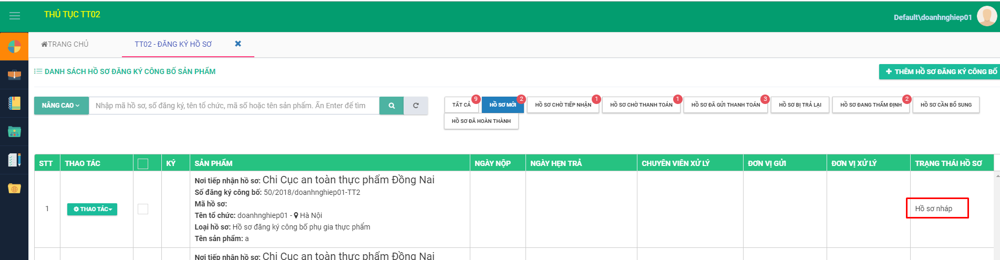 THỦ TỤC TT02
Default\doanhnghiep01
TRANG CHỦ
TT02 - ĐĂNG KÝ HỒ SƠ
DANH SÁCH HỒ SƠ ĐĂNG KÝ CÔNG BỐ SẢN PHẨM
THÊM HỒ SƠ ĐĂNG KÝ CÔNG BỐ
NÂNG CAO
Nhập mã hồ sơ, số đăng ký, tên tổ chức, mã số hoặc tên sản phẩm. Ấn Enter để tìm
TẤT CẢ 9
HỒ SƠ MỚI 2
HỒ SƠ CHỜ TIẾP NHẬN 1
HỒ SƠ CHỜ THANH TOÁN 1
HỒ SƠ ĐÃ GỬI THANH TOÁN 3
HỒ SƠ BỊ TRẢ LẠI
HỒ SƠ ĐANG THẨM ĐỊNH 2
HỒ SƠ CẦN BỔ SUNG
HỒ SƠ ĐÃ HOÀN THÀNH
STT THAO TÁC KÝ SẢN PHẨM NGÀY NỘP NGÀY HẸN TRẢ CHUYÊN VIÊN XỬ LÝ ĐƠN VỊ GỬI ĐƠN VỊ XỬ LÝ TRẠNG THÁI HỒ SƠ
1
THAO TÁC
Nơi tiếp nhận hồ sơ: Chi Cục an toàn thực phẩm Đồng Nai
Số đăng ký công bố: 50/2018/doanhnghiep01-TT2
Mã hồ sơ:
Tên tổ chức: doanhnghiep01 - Hà Nội
Loại hồ sơ: Hồ sơ đăng ký công bố phụ gia thực phẩm
Tên sản phẩm: a
Hồ sơ nháp
Nơi tiếp nhận hồ sơ: Chi Cục an toàn thực phẩm Đồng Nai